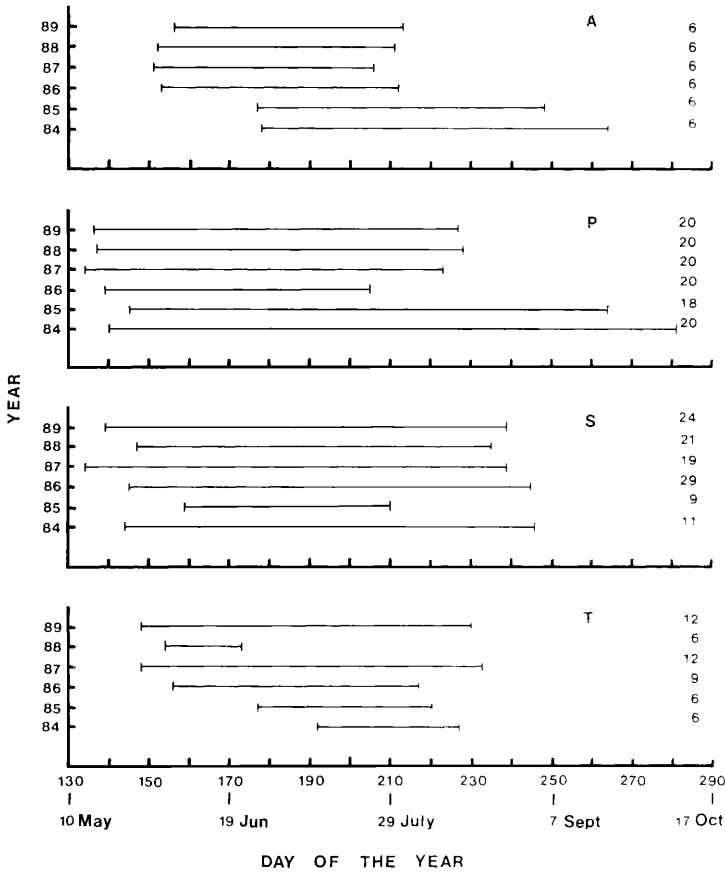 89 A 6
88 6
87 6
86 6
85 6
84 6
89 P 20
88 20
87 20
86 20
85 18
84 20
YEAR
89 S 24
88 21
87 19
86 29
85 9
84 11
89 T 12
88 6
87 12
86 9
85 6
84 6
130 150 170 190 210 230 250 270 290
10 May 19 Jun 29 July 7 Sept 17 Oct
DAY OF THE YEAR